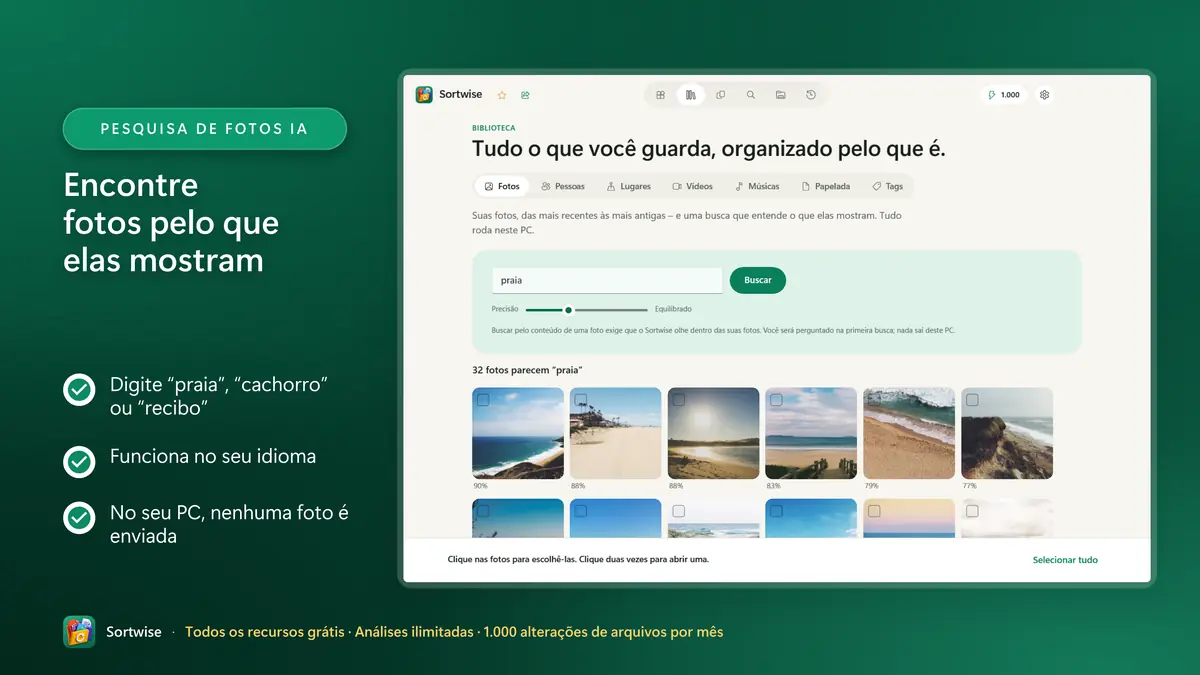 PESQUISA DE FOTOS IA
Encontre
fotos pelo que
elas mostram
Digite “praia”, “cachorro”
ou “recibo”
Funciona no seu idioma
No seu PC, nenhuma foto é
enviada
Sortwise
1.000
BIBLIOTECA
Tudo o que você guarda, organizado pelo que é.
Fotos Pessoas Lugares Vídeos Músicas Papelada Tags
Suas fotos, das mais recentes às mais antigas – e uma busca que entende o que elas mostram. Tudo
roda neste PC.
praia
Buscar
Precisão Equilibrado
Buscar pelo conteúdo de uma foto exige que o Sortwise olhe dentro das suas fotos. Você será perguntado na primeira busca; nada sai deste PC.
32 fotos parecem “praia”
90% 88% 88% 83% 79% 77%
Clique nas fotos para escolhê-las. Clique duas vezes para abrir uma.
Selecionar tudo
Sortwise · Todos os recursos grátis · Análises ilimitadas · 1.000 alterações de arquivos por mês